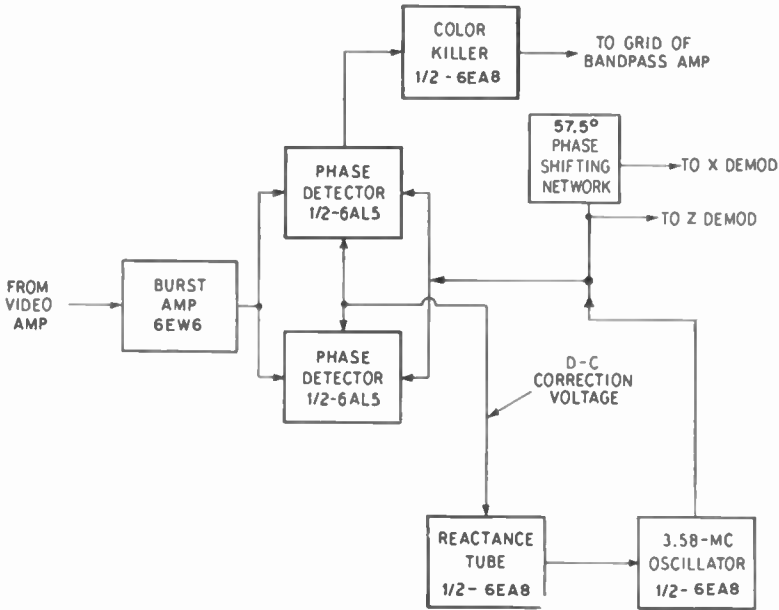 COLOR
KILLER
1/2 - 6EA8
TO GRID OF
BANDPASS AMP
57.5°
PHASE
SHIFTING
NETWORK
TO X DEMOD
TO Z DEMOD
PHASE
DETECTOR
1/2-6AL5
FROM
VIDEO
AMP
BURST
AMP
6EW6
PHASE
DETECTOR
1/2-6AL5
D-C
CORRECTION
VOLTAGE
REACTANCE
TUBE
1/2- 6EA8
3.58-MC
OSCILLATOR
1/2- 6EA8